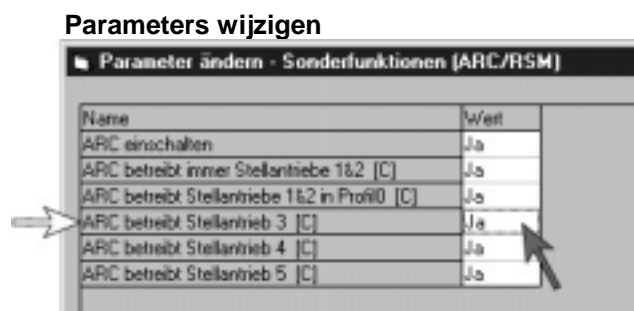 Parameters wijzigen
Parameter ändern - Sonderfunktionen (ARC/RSM)
Name Wert
ARC einschalten Ja
ARC betreibt immer Stellantriebe 1&2 [C] Ja
ARC betreibt Stellantriebe 1&2 in Profil0 [C] Ja
ARC betreibt Stellantrieb 3 [C] Ja
ARC betreibt Stellantrieb 4 [C] Ja
ARC betreibt Stellantrieb 5 [C] Ja